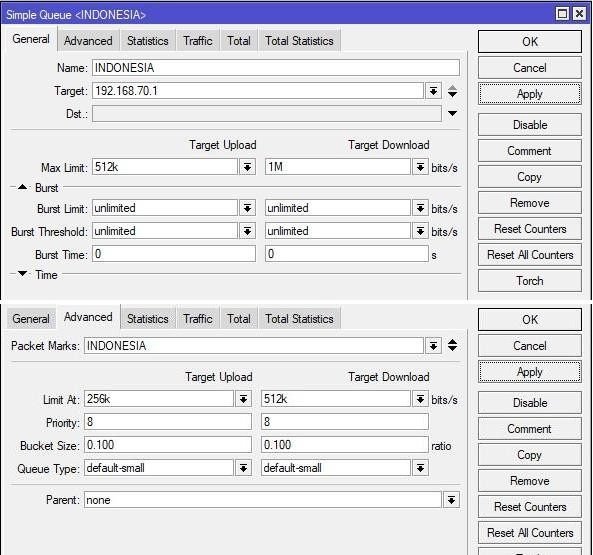 Simple Queue <INDONESIA>
General Advanced Statistics Traffic Total Total Statistics
OK
Name: INDONESIA
Cancel
Target: 192.168.70.1
Apply
Dst.:
Disable
Target Upload Target Download
Comment
Max Limit: 512k 1M bits/s
Copy
Burst
Remove
Burst Limit: unlimited unlimited bits/s
Reset Counters
Burst Threshold: unlimited unlimited bits/s
Reset All Counters
Burst Time: 0 0 s
Time
Torch
General Advanced Statistics Traffic Total Total Statistics
OK
Packet Marks: INDONESIA
Cancel
Target Upload Target Download
Apply
Limit At: 256k 512k bits/s
Disable
Priority: 8 8
Comment
Bucket Size: 0.100 0.100 ratio
Copy
Queue Type: default-small default-small
Remove
Parent: none
Reset Counters
Reset All Counters